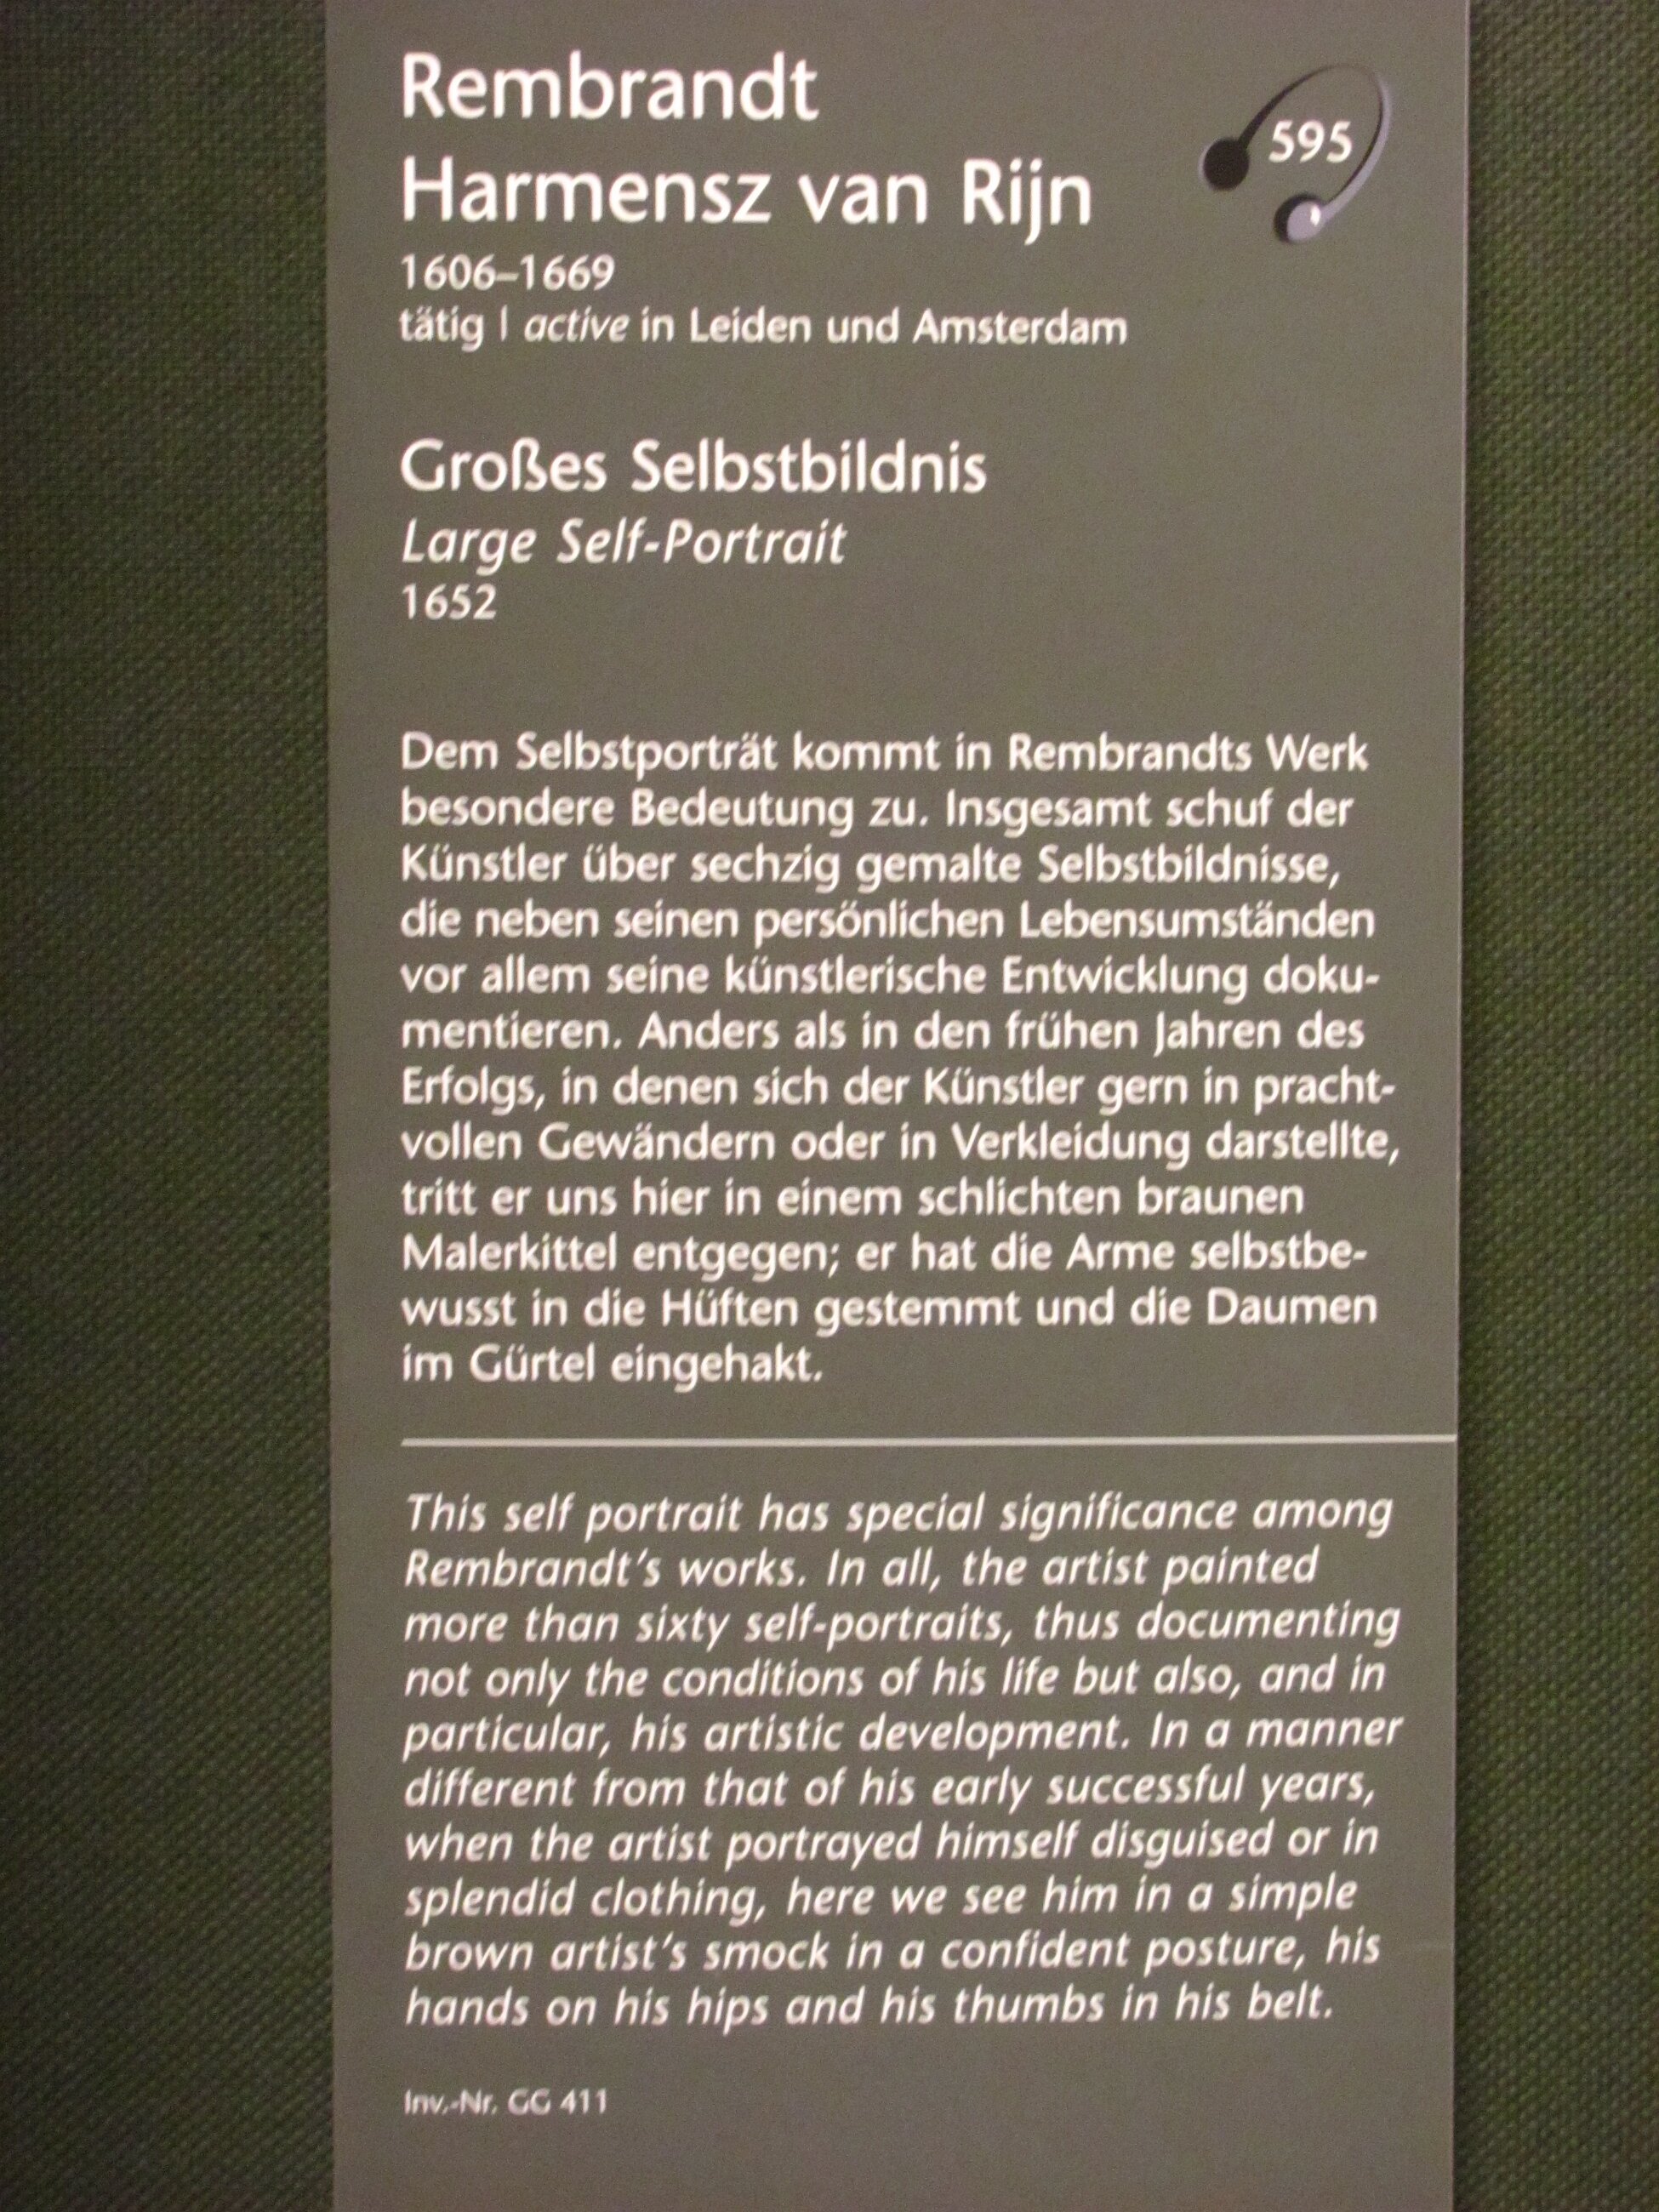 Rembrandt
Harmensz van Rijn
595
1606–1669
tätig | active in Leiden und Amsterdam
Großes Selbstbildnis
Large Self-Portrait
1652
Dem Selbstporträt kommt in Rembrandts Werk
besondere Bedeutung zu. Insgesamt schuf der
Künstler über sechzig gemalte Selbstbildnisse,
die neben seinen persönlichen Lebensumständen
vor allem seine künstlerische Entwicklung doku-
mentieren. Anders als in den frühen Jahren des
Erfolgs, in denen sich der Künstler gern in pracht-
vollen Gewändern oder in Verkleidung darstellte,
tritt er uns hier in einem schlichten braunen
Malerkittel entgegen; er hat die Arme selbstbe-
wusst in die Hüften gestemmt und die Daumen
im Gürtel eingehakt.
This self portrait has special significance among
Rembrandt's works. In all, the artist painted
more than sixty self-portraits, thus documenting
not only the conditions of his life but also, and in
particular, his artistic development. In a manner
different from that of his early successful years,
when the artist portrayed himself disguised or in
splendid clothing, here we see him in a simple
brown artist's smock in a confident posture, his
hands on his hips and his thumbs in his belt.
Inv.-Nr. GG 411